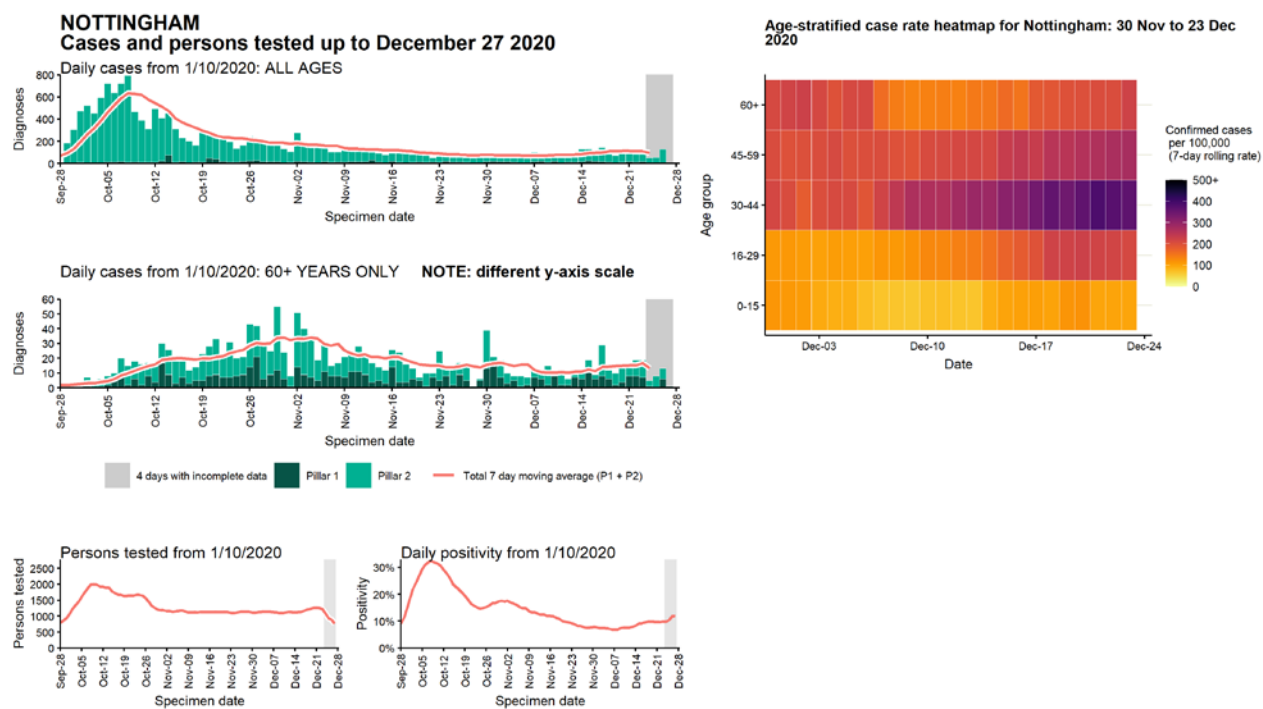 NOTTINGHAM
Cases and persons tested up to December 27 2020
Daily cases from 1/10/2020: ALL AGES
Diagnoses
800
600
400
200
0
Sep-28 Oct-05 Oct-12 Oct-19 Oct-26 Nov-02 Nov-09 Nov-16 Nov-23 Nov-30 Dec-07 Dec-14 Dec-21 Dec-28
Specimen date
Daily cases from 1/10/2020: 60+ YEARS ONLY NOTE: different y-axis scale
Diagnoses
60
50
40
30
20
10
0
Sep-28 Oct-05 Oct-12 Oct-19 Oct-26 Nov-02 Nov-09 Nov-16 Nov-23 Nov-30 Dec-07 Dec-14 Dec-21 Dec-28
Specimen date
4 days with incomplete data Pillar 1 Pillar 2 Total 7 day moving average (P1 + P2)
Persons tested from 1/10/2020
Persons tested
2500
2000
1500
1000
500
0
Sep-28 Oct-05 Oct-12 Oct-19 Oct-26 Nov-02 Nov-09 Nov-16 Nov-23 Nov-30 Dec-07 Dec-14 Dec-21 Dec-28
Specimen date
Daily positivity from 1/10/2020
Positivity
30%
20%
10%
0%
Sep-28 Oct-05 Oct-12 Oct-19 Oct-26 Nov-02 Nov-09 Nov-16 Nov-23 Nov-30 Dec-07 Dec-14 Dec-21 Dec-28
Specimen date
Age-stratified case rate heatmap for Nottingham: 30 Nov to 23 Dec
2020
Age group
60+
45-59
30-44
16-29
0-15
Dec-03 Dec-10 Dec-17 Dec-24
Date
Confirmed cases
per 100,000
(7-day rolling rate)
500+
400
300
200
100
0